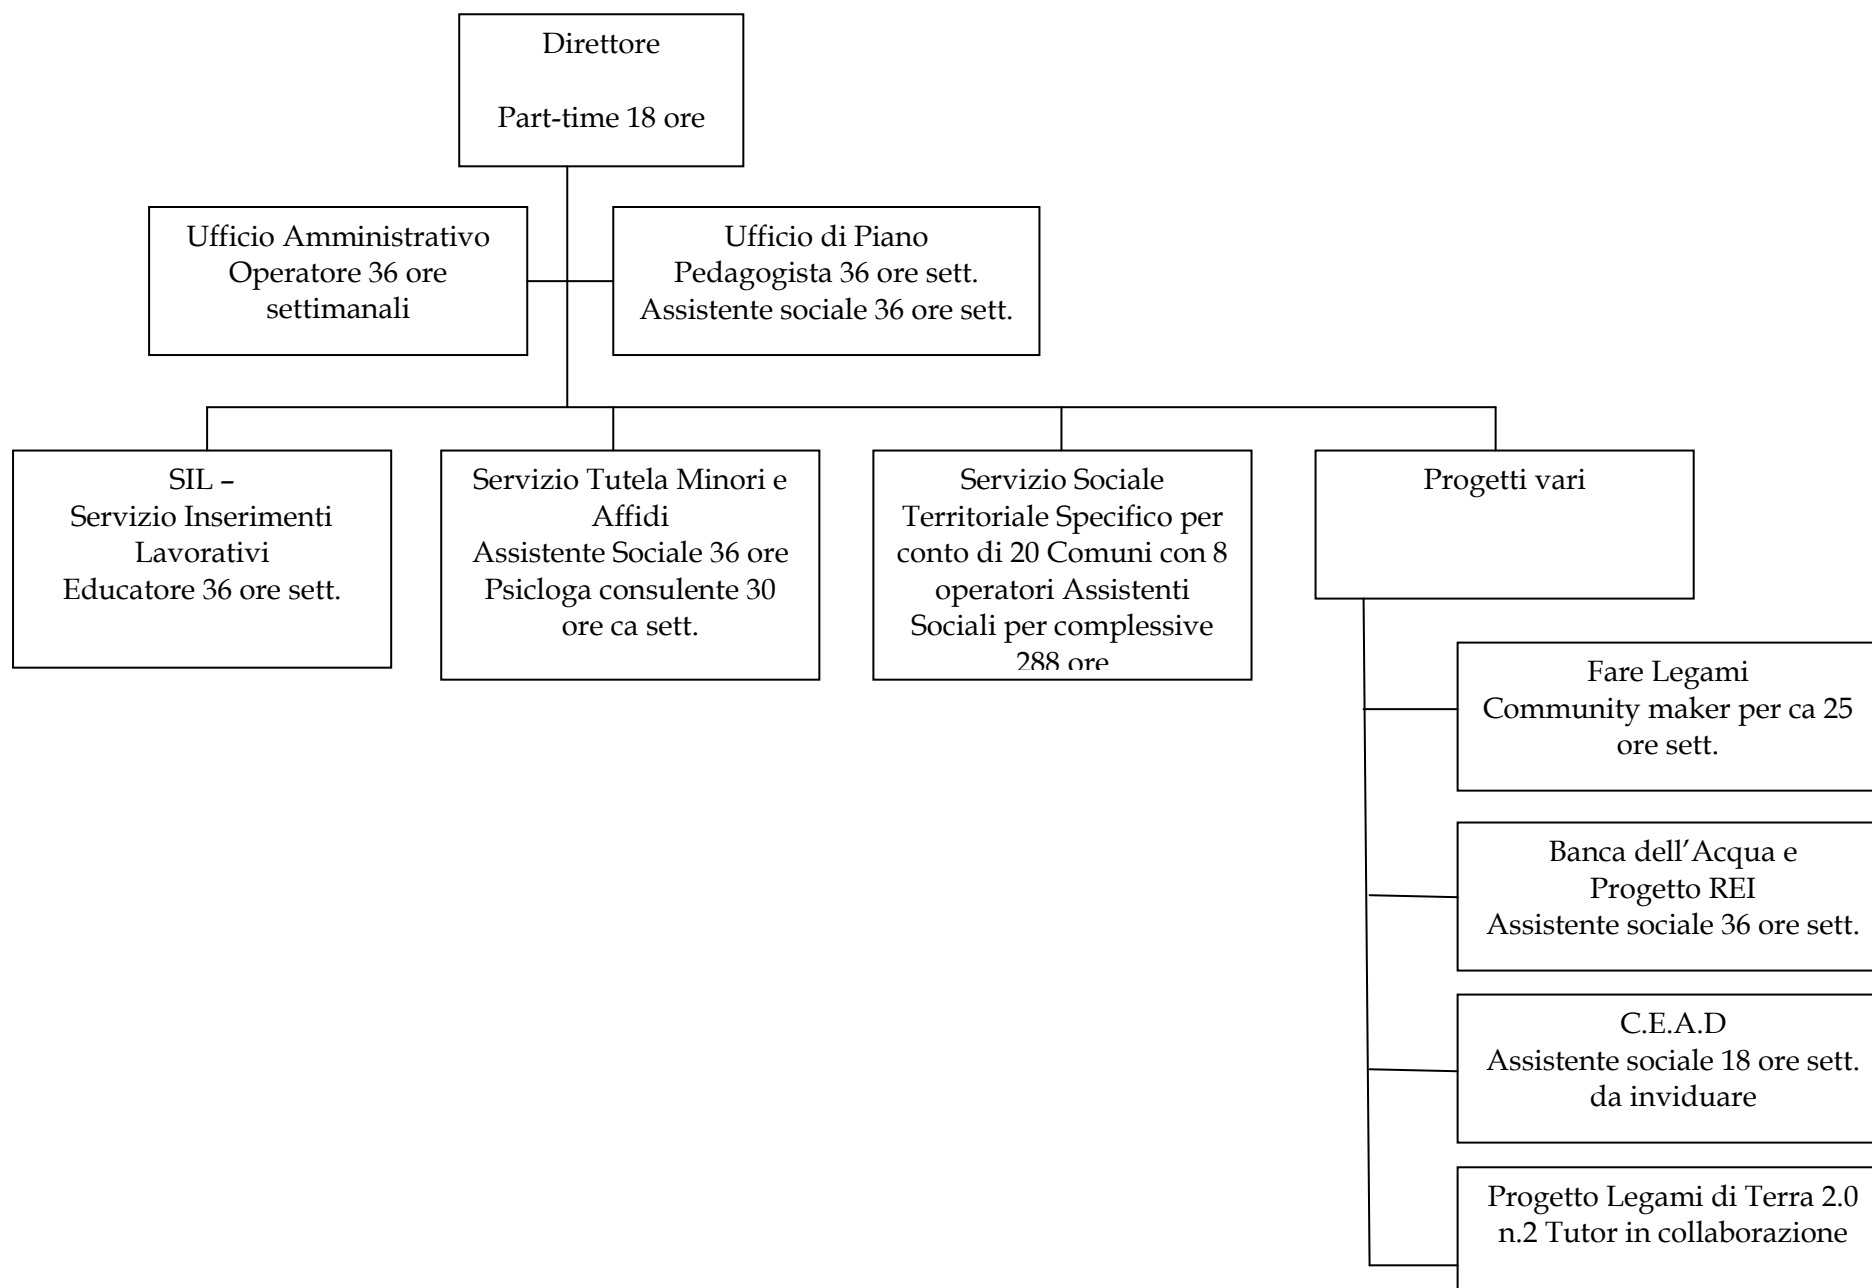 Direttore
Part-time 18 ore
Ufficio Amministrativo
Operatore 36 ore
settimanali
Ufficio di Piano
Pedagogista 36 ore sett.
Assistente sociale 36 ore sett.
SIL –
Servizio Inserimenti
Lavorativi
Educatore 36 ore sett.
Servizio Tutela Minori e
Affidi
Assistente Sociale 36 ore
Psicloga consulente 30
ore ca sett.
Servizio Sociale
Territoriale Specifico per
conto di 20 Comuni con 8
operatori Assistenti
Sociali per complessive
288 ore
Progetti vari
Fare Legami
Community maker per ca 25
ore sett.
Banca dell’Acqua e
Progetto REI
Assistente sociale 36 ore sett.
C.E.A.D
Assistente sociale 18 ore sett.
da inviduare
Progetto Legami di Terra 2.0
n.2 Tutor in collaborazione